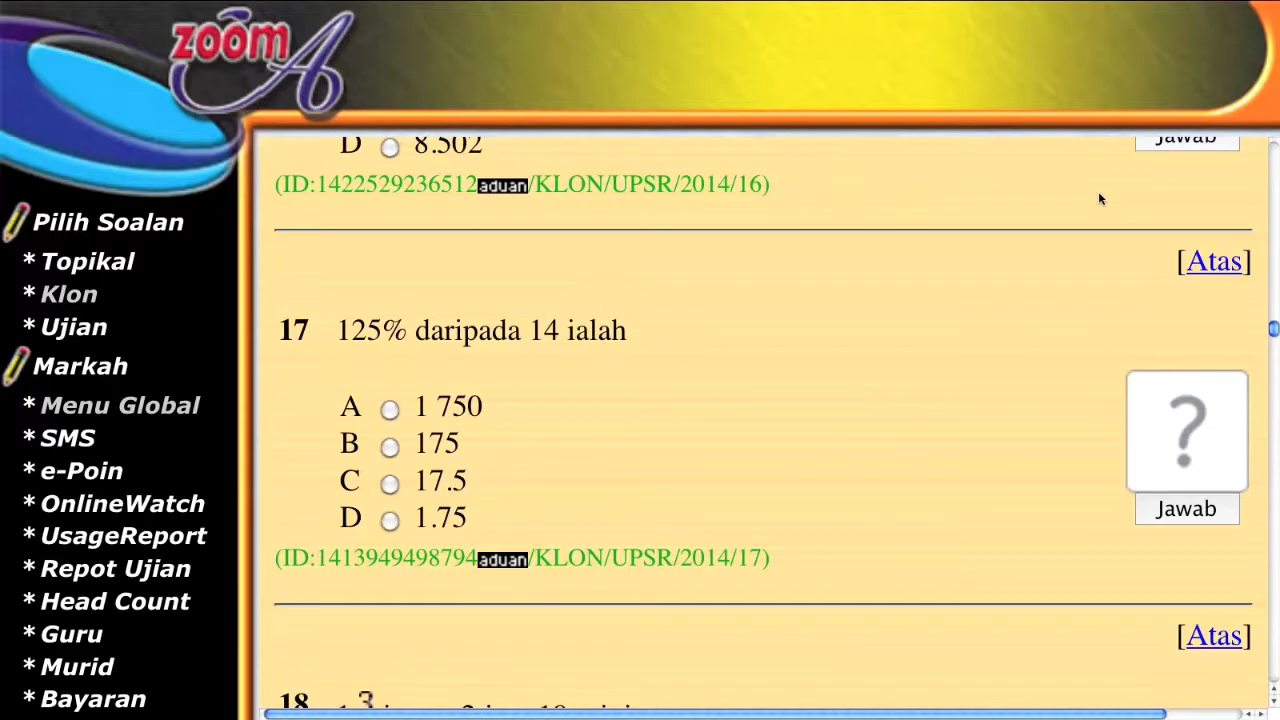 zoom A
D 8.502
Jawab
(ID:1422529236512aduan/KLON/UPSR/2014/16)
[Atas]
17 125% daripada 14 ialah
A 1 750
B 175
C 17.5
D 1.75
?
Jawab
(ID:1413949498794aduan/KLON/UPSR/2014/17)
[Atas]
18
Pilih Soalan
* Topikal
* Klon
* Ujian
Markah
* Menu Global
* SMS
* e-Poin
* OnlineWatch
* UsageReport
* Repot Ujian
* Head Count
* Guru
* Murid
* Bayaran